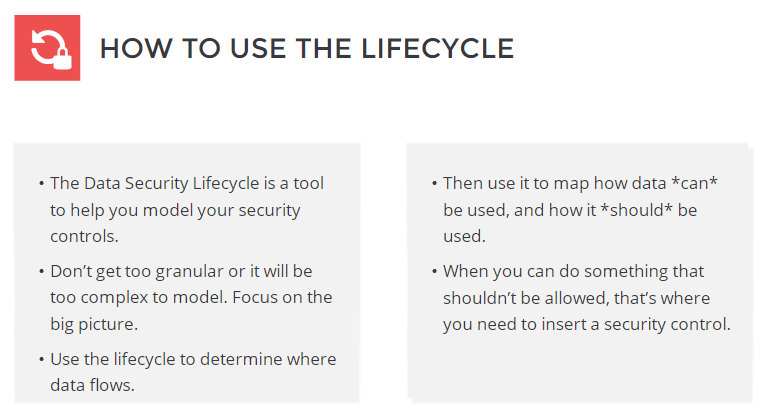 HOW TO USE THE LIFECYCLE
• The Data Security Lifecycle is a tool
to help you model your security
controls.
• Don’t get too granular or it will be
too complex to model. Focus on the
big picture.
• Use the lifecycle to determine where
data flows.
• Then use it to map how data *can*
be used, and how it *should* be
used.
• When you can do something that
shouldn’t be allowed, that’s where
you need to insert a security control.